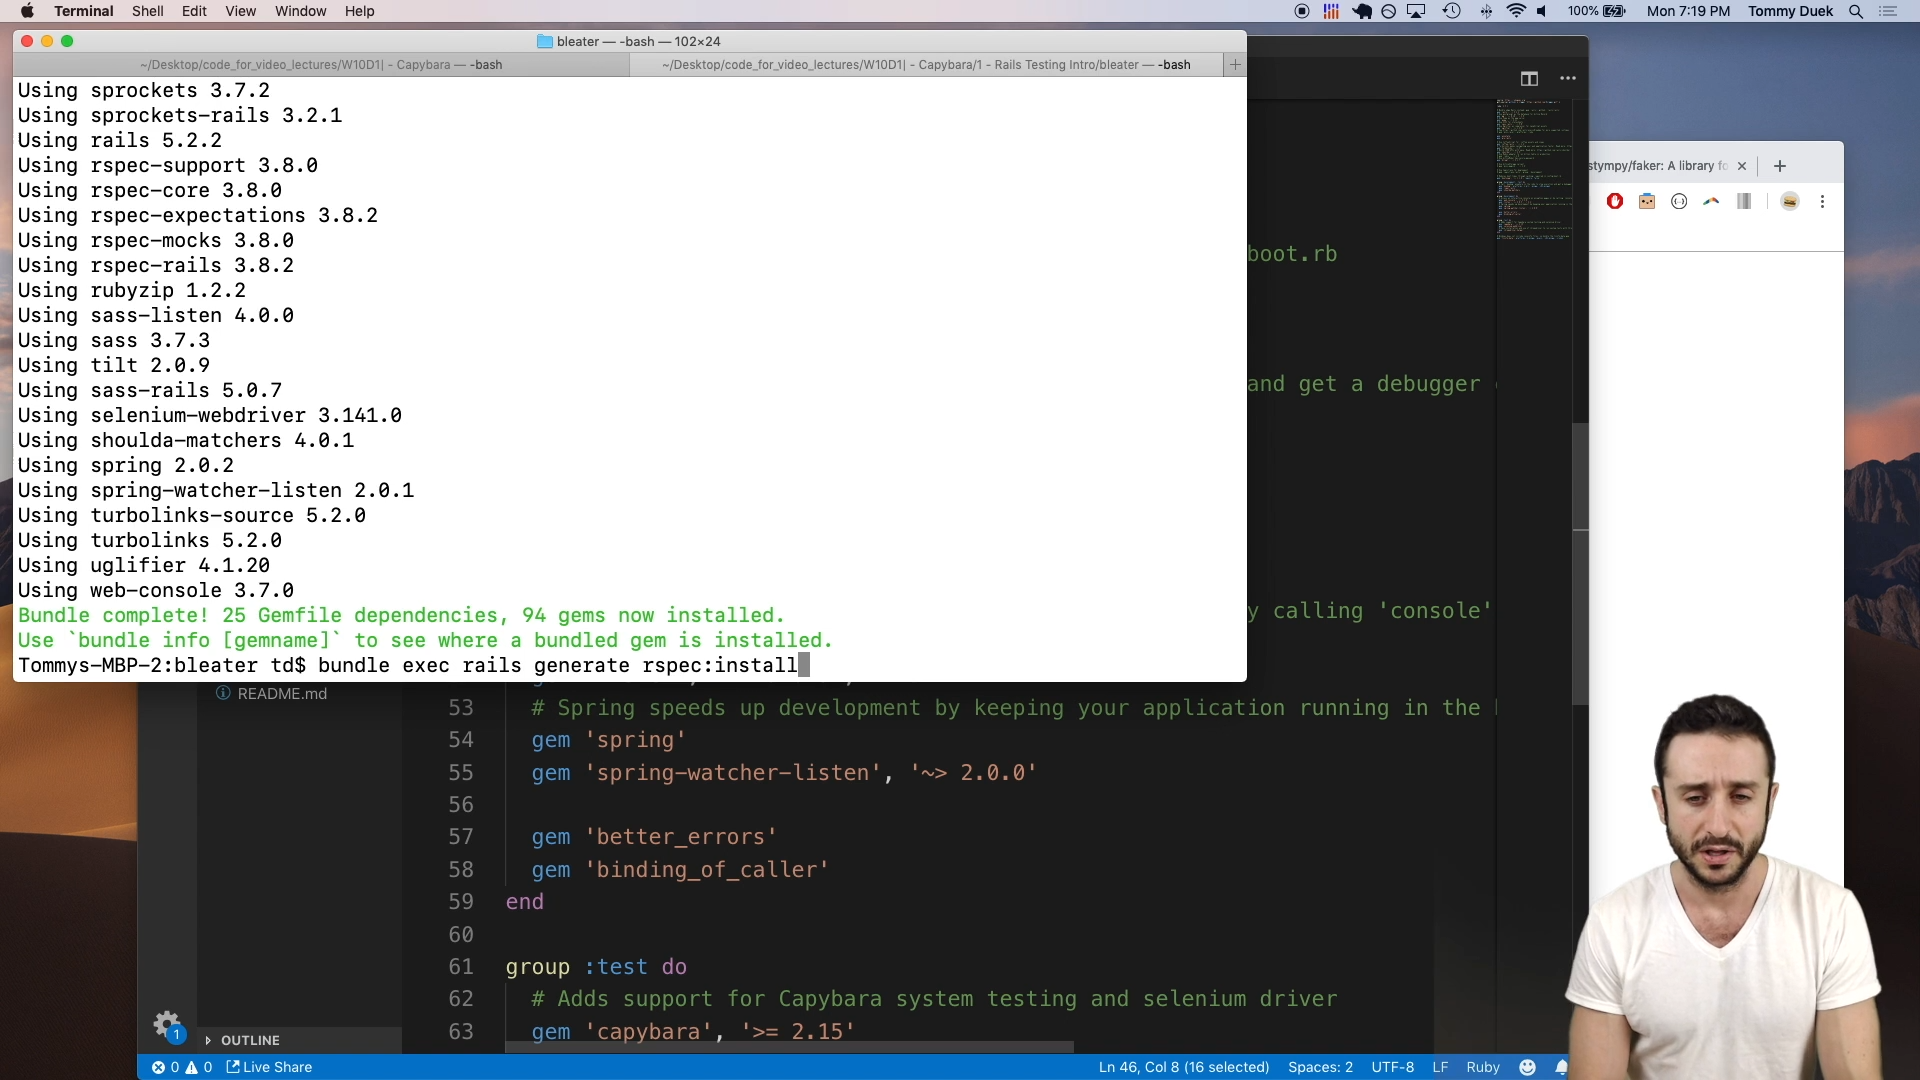 Terminal Shell Edit View Window Help 100% Mon 7:19 PM Tommy Duek
bleater — -bash — 102×24
~/Desktop/code_for_video_lectures/W10D1| - Capybara — -bash
~/Desktop/code_for_video_lectures/W10D1| - Capybara/1 - Rails Testing Intro/bleater — -bash
Using sprockets 3.7.2
Using sprockets-rails 3.2.1
Using rails 5.2.2
Using rspec-support 3.8.0
Using rspec-core 3.8.0
Using rspec-expectations 3.8.2
Using rspec-mocks 3.8.0
Using rspec-rails 3.8.2
Using rubyzip 1.2.2
Using sass-listen 4.0.0
Using sass 3.7.3
Using tilt 2.0.9
Using sass-rails 5.0.7
Using selenium-webdriver 3.141.0
Using shoulda-matchers 4.0.1
Using spring 2.0.2
Using spring-watcher-listen 2.0.1
Using turbolinks-source 5.2.0
Using turbolinks 5.2.0
Using uglifier 4.1.20
Using web-console 3.7.0
Bundle complete! 25 Gemfile dependencies, 94 gems now installed.
Use `bundle info [gemname]` to see where a bundled gem is installed.
Tommys-MBP-2:bleater td$ bundle exec rails generate rspec:install
stympy/faker: A library fo
boot.rb
and get a debugger
y calling 'console'
README.md
53 # Spring speeds up development by keeping your application running in the
54 gem 'spring'
55 gem 'spring-watcher-listen', '~> 2.0.0'
56
57 gem 'better_errors'
58 gem 'binding_of_caller'
59 end
60
61 group :test do
62 # Adds support for Capybara system testing and selenium driver
63 gem 'capybara', '>= 2.15'
1
OUTLINE
0 0 Live Share Ln 46, Col 8 (16 selected) Spaces: 2 UTF-8 LF Ruby